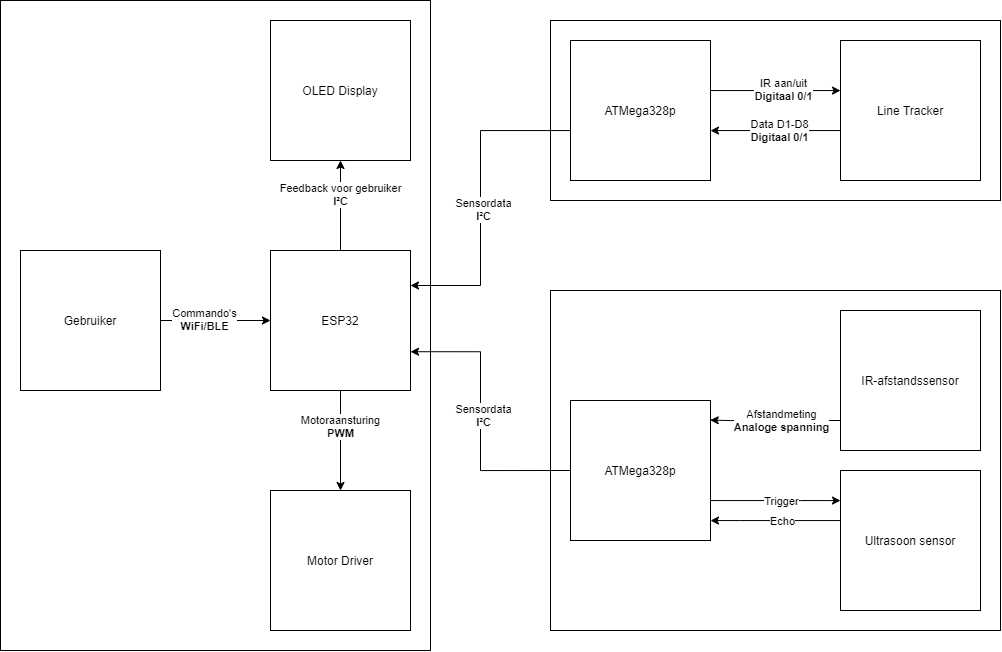 OLED Display
Feedback voor gebruiker
I²C
Gebruiker
Commando's
WiFi/BLE
ESP32
Motoraansturing
PWM
Motor Driver
Sensordata
I²C
Sensordata
I²C
ATMega328p
IR aan/uit
Digitaal 0/1
Data D1-D8
Digitaal 0/1
Line Tracker
ATMega328p
IR-afstandssensor
Afstandmeting
Analoge spanning
Trigger
Echo
Ultrasoon sensor